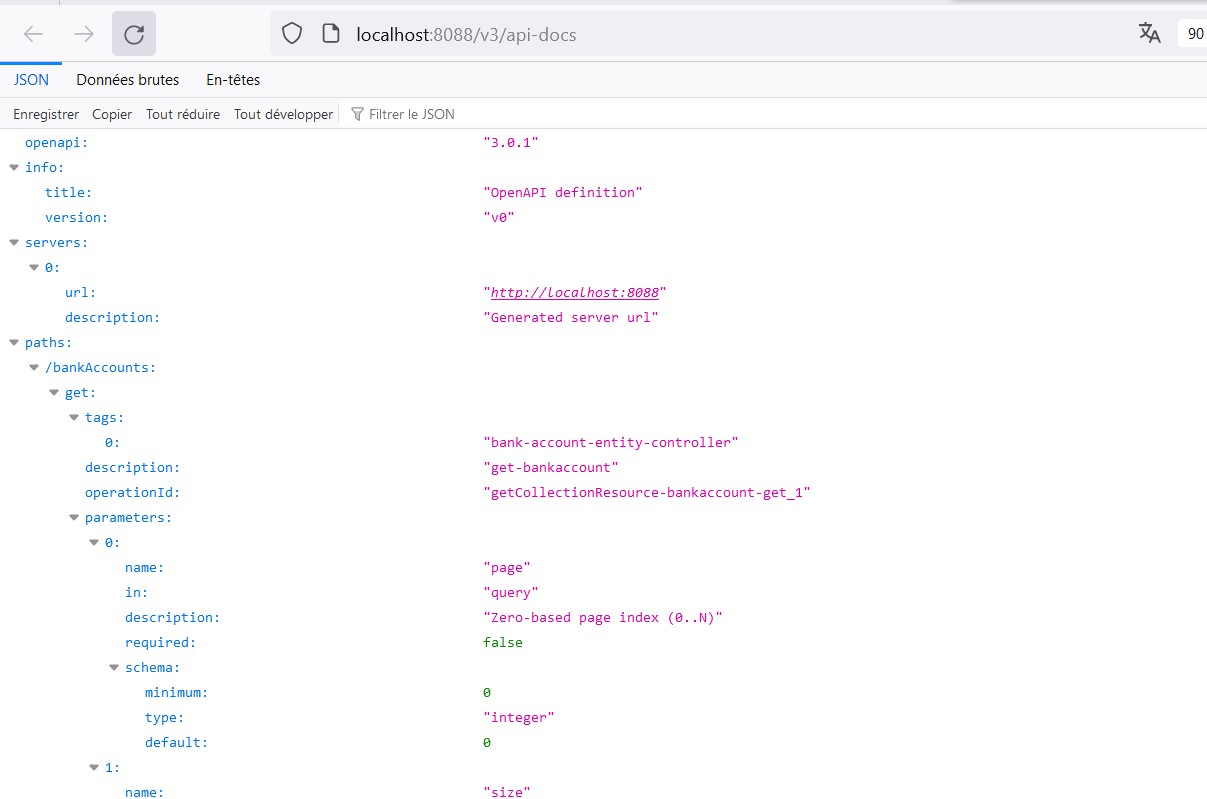 localhost:8088/v3/api-docs
90
JSON Données brutes En-têtes
Enregistrer Copier Tout réduire Tout développer Filtrer le JSON
openapi: "3.0.1"
info:
title: "OpenAPI definition"
version: "v0"
servers:
0:
url: "http://localhost:8088"
description: "Generated server url"
paths:
/bankAccounts:
get:
tags:
0: "bank-account-entity-controller"
description: "get-bankaccount"
operationId: "getCollectionResource-bankaccount-get_1"
parameters:
0:
name: "page"
in: "query"
description: "Zero-based page index (0..N)"
required: false
schema:
minimum: 0
type: "integer"
default: 0
1:
name: "size"